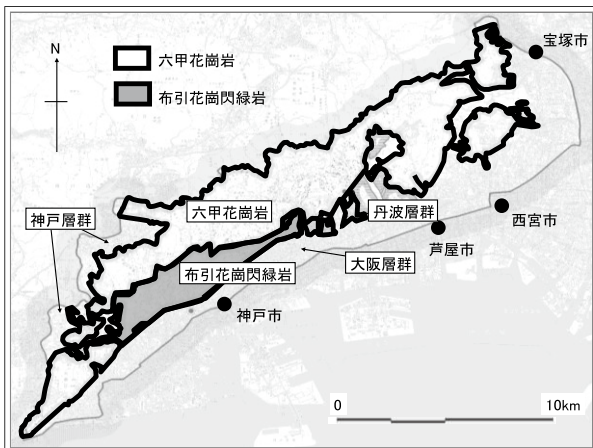 N
六甲花崗岩
布引花崗閃緑岩
宝塚市
神戸層群
六甲花崗岩
丹波層群
西宮市
芦屋市
大阪層群
布引花崗閃緑岩
神戸市
0
10km